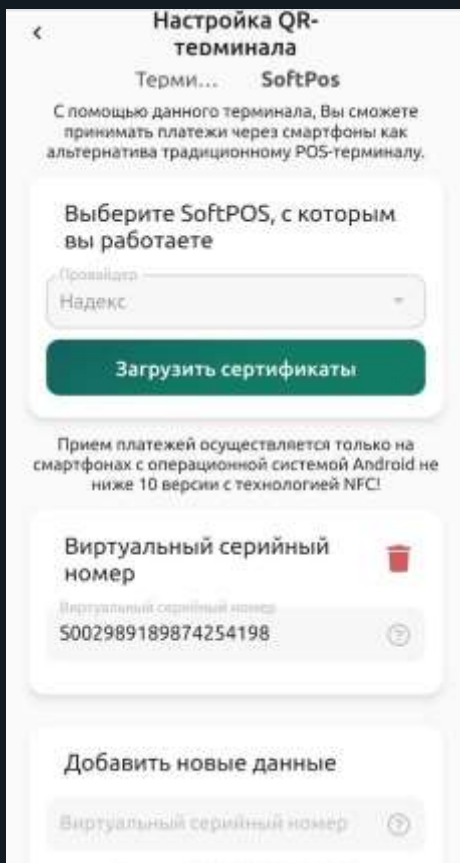 Настройка QR-
терминала
Терми... SoftPos
С помощью данного терминала, Вы сможете
принимать платежи через смартфоны как
альтернатива традиционному POS-терминалу.
Выберите SoftPOS, с которым
вы работаете
Провайдер
Надекс
Загрузить сертификаты
Прием платежей осуществляется только на
смартфонах с операционной системой Android не
ниже 10 версии с технологией NFC!
Виртуальный серийный
номер
Виртуальный серийный номер
S002989189874254198
Добавить новые данные
Виртуальный серийный номер